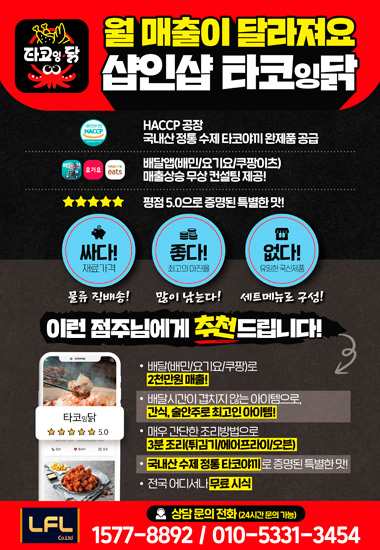 월 매출이 달라져요
타코잉닭
샵인샵 타코잉닭
HACCP
HACCP 공장
국내산 정통 수제 타코야끼 완제품 공급
요기요
eats
배달앱(배민/요기요/쿠팡이츠)
매출상승 무상 컨설팅 제공!
평점 5.0으로 증명된 특별한 맛!
싸다!
재료가격
좋다!
최고의 마진율
없다!
유일한 국산제품
물류 직배송!
많이 남는다!
세트메뉴로 구성!
이런 점주님에게 추천드립니다!
타코잉닭
5.0
• 배달(배민/요기요/쿠팡)로
2천만원 매출!
• 배달시간이 겹치지 않는 아이템으로,
간식, 술안주로 최고인 아이템!
• 매우 간단한 조리방법으로
3분 조리(튀김기/에어프라이/오븐)
• 국내산 수제 정통 타코야끼로 증명된 특별한 맛!
• 전국 어디서나 무료 시식
LFL
Co.Ltd
상담 문의 전화 (24시간 문의 가능)
1577-8892 / 010-5331-3454